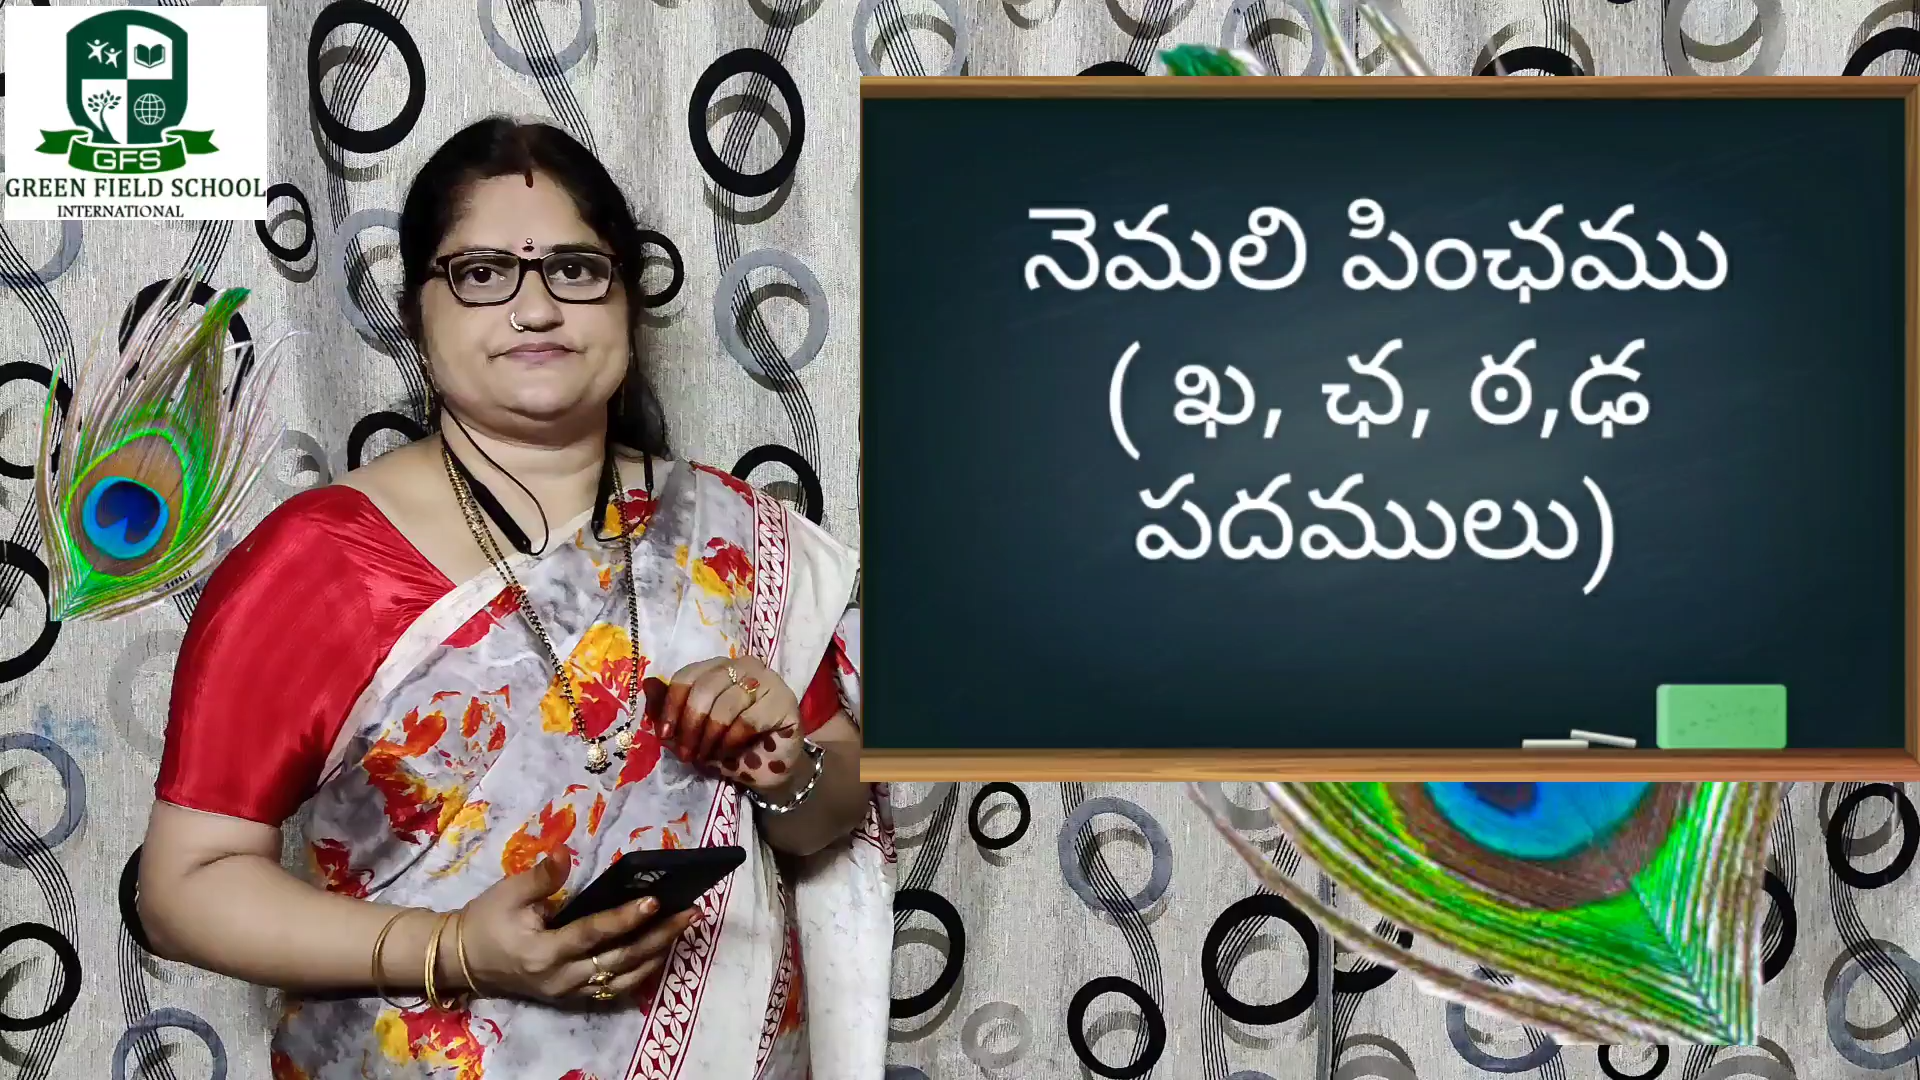 GFS
GREEN FIELD SCHOOL
INTERNATIONAL
నెమలి పింఛము
( ఖ, ఛ, ఠ,ఢ
పదములు)